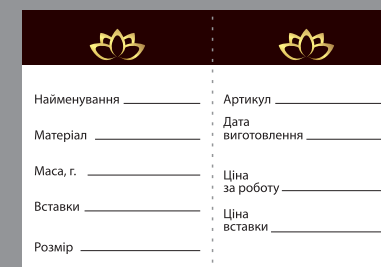 Найменування
Матеріал
Маса, г.
Вставки
Розмір
Артикул
Дата
виготовлення
Ціна
за роботу
Ціна
вставки